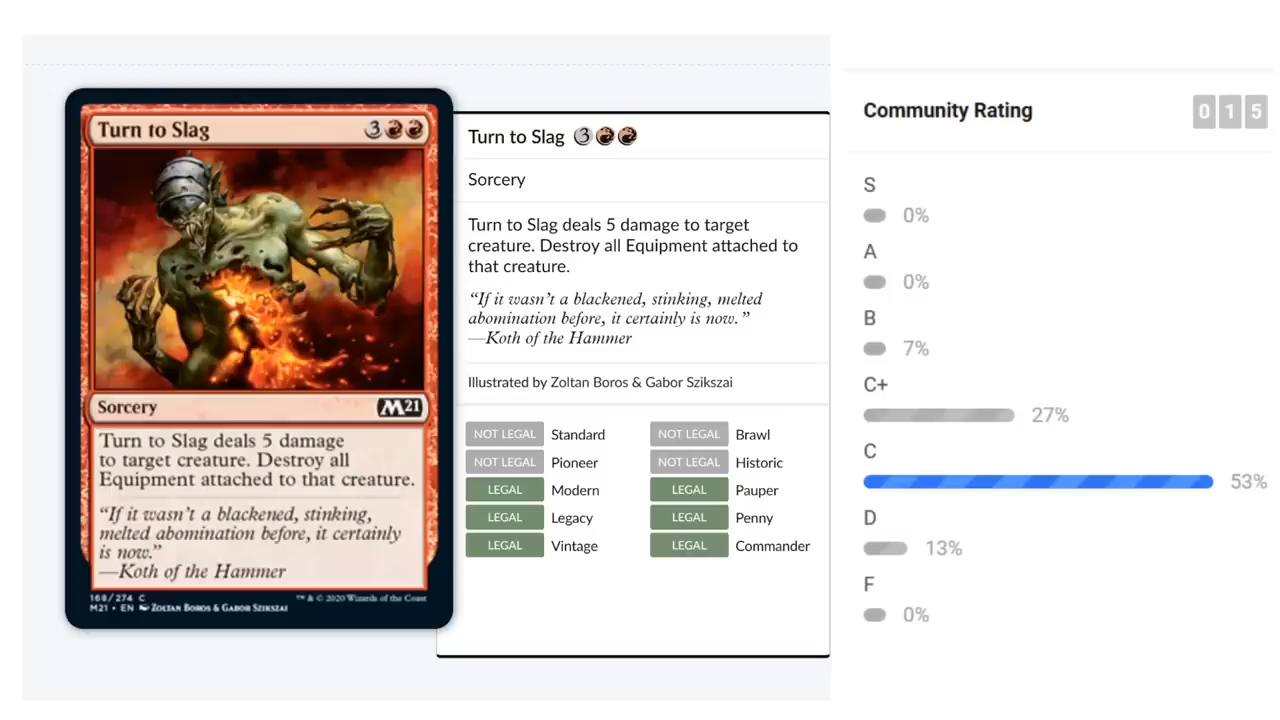 Turn to Slag 3
Sorcery
M21
Turn to Slag deals 5 damage
to target creature. Destroy all
Equipment attached to that creature.
“If it wasn't a blackened, stinking,
melted abomination before, it certainly
is now.”
—Koth of the Hammer
168/274 C
M21 • EN Zoltan Boros & Gabor Szikszai
™ & © 2020 Wizards of the Coast
Turn to Slag 3
Sorcery
Turn to Slag deals 5 damage to target
creature. Destroy all Equipment attached to
that creature.
“If it wasn't a blackened, stinking, melted
abomination before, it certainly is now.”
—Koth of the Hammer
Illustrated by Zoltan Boros & Gabor Szikszai
NOT LEGAL Standard NOT LEGAL Brawl
NOT LEGAL Pioneer NOT LEGAL Historic
LEGAL Modern LEGAL Pauper
LEGAL Legacy LEGAL Penny
LEGAL Vintage LEGAL Commander
Community Rating 0 1 5
S
0%
A
0%
B
7%
C+
27%
C
53%
D
13%
F
0%